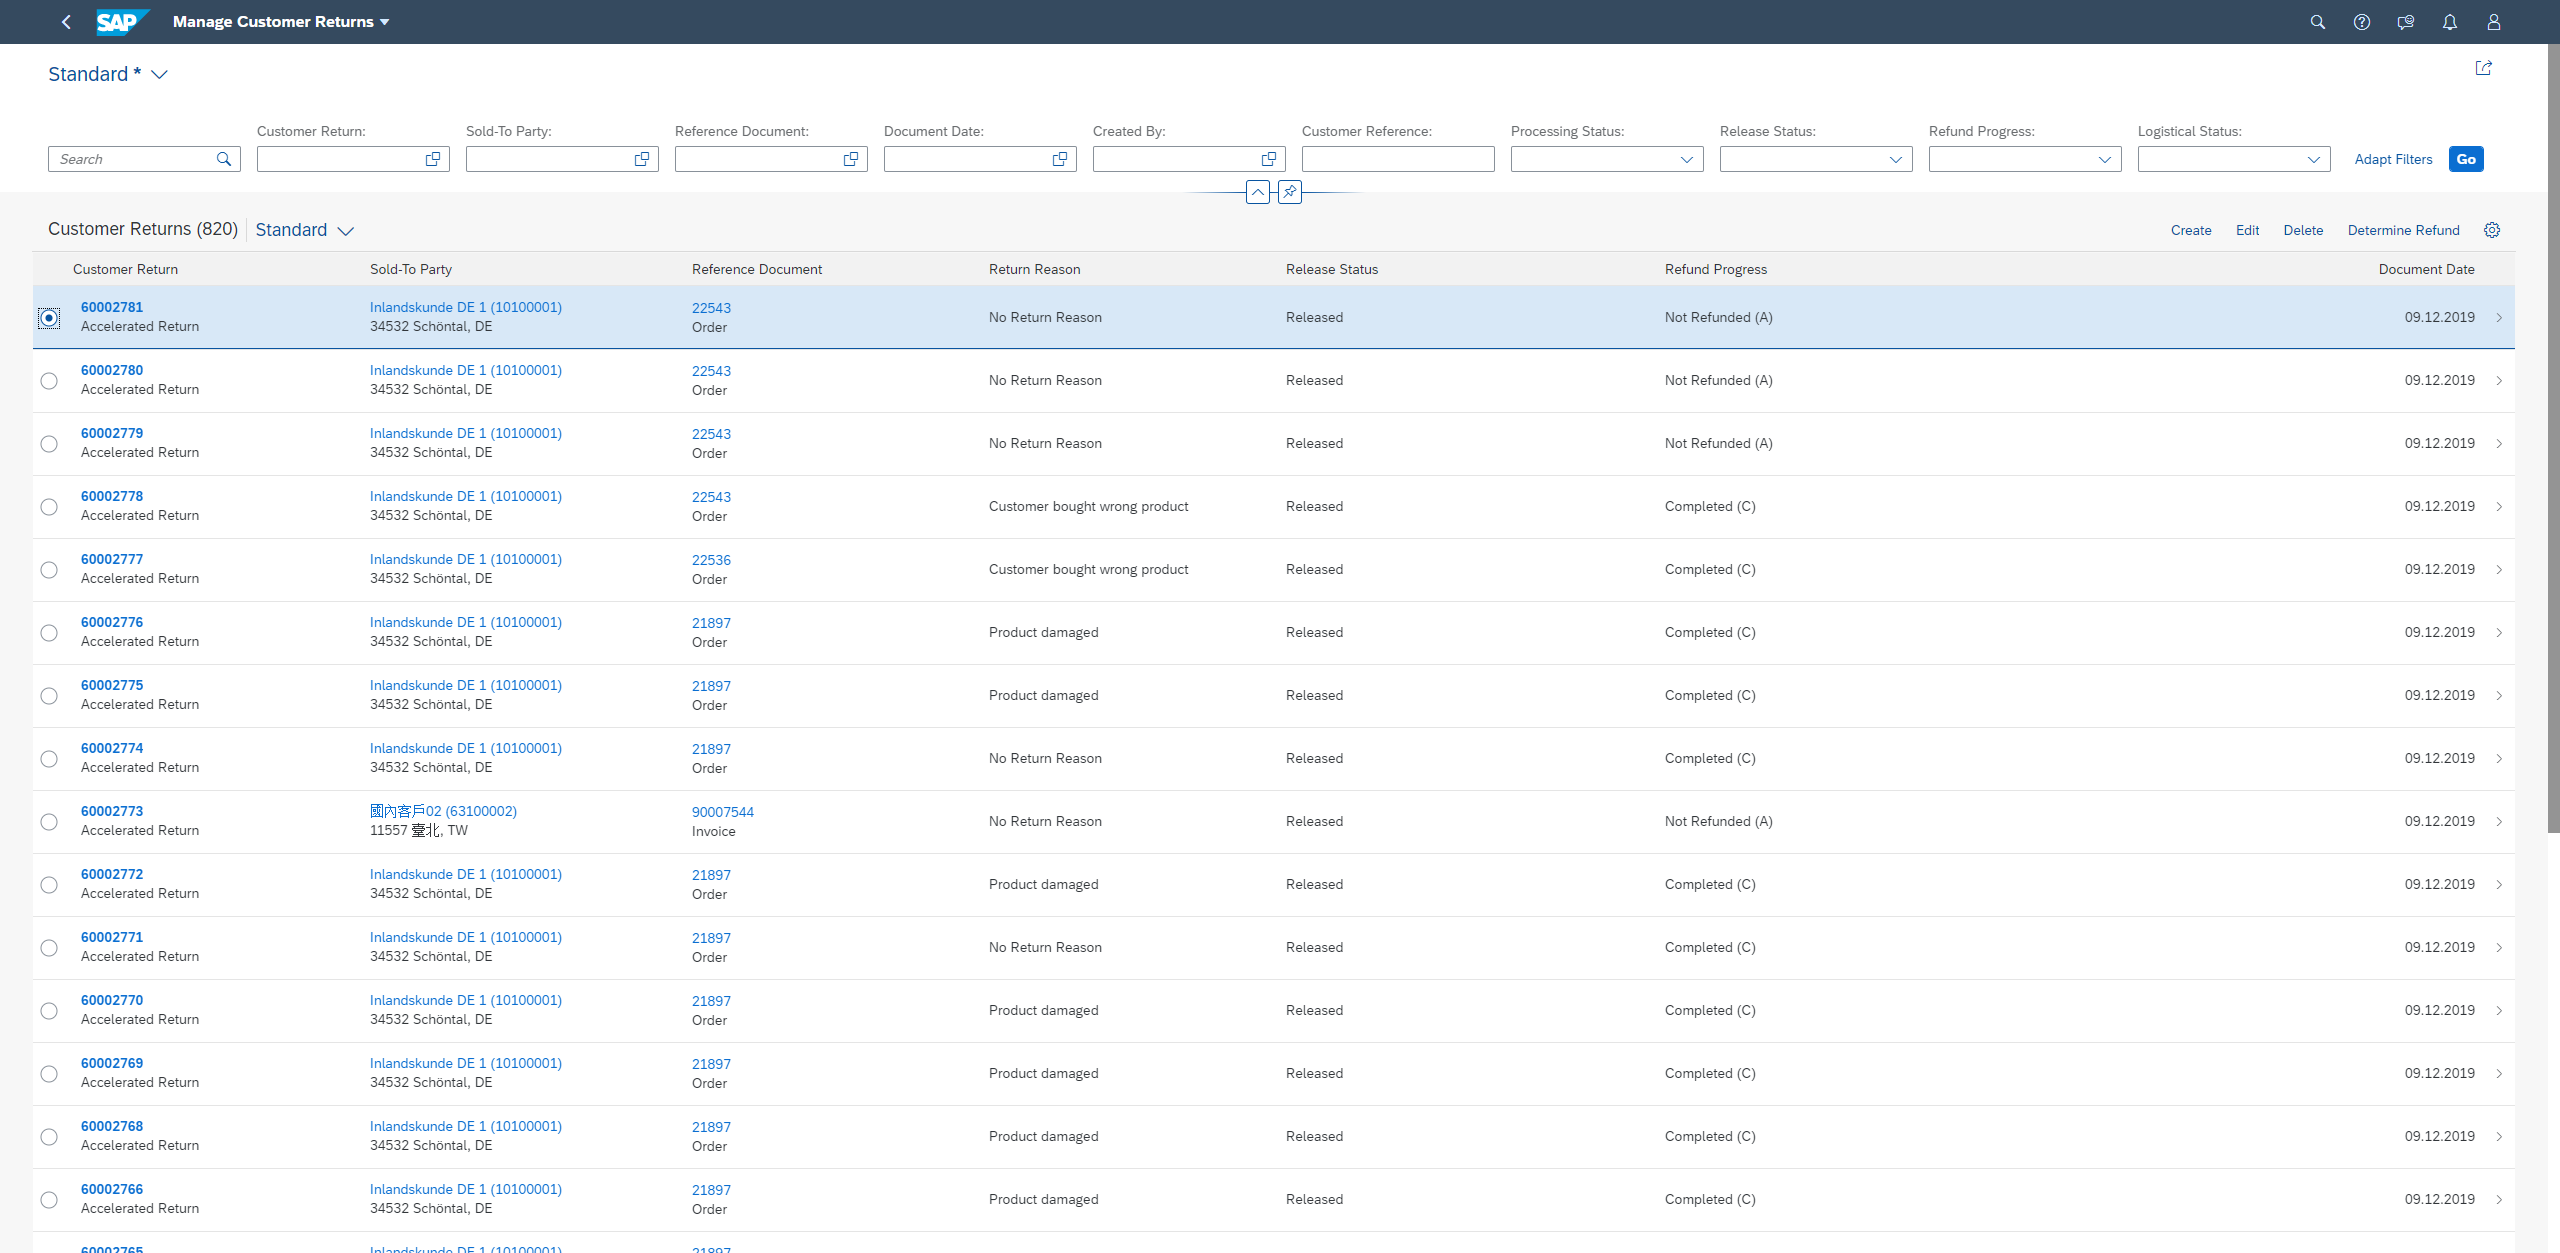 SAP Manage Customer Returns
Standard *
Customer Return: Sold-To Party: Reference Document: Document Date: Created By: Customer Reference: Processing Status: Release Status: Refund Progress: Logistical Status:
Search Adapt Filters Go
Customer Returns (820) Standard Create Edit Delete Determine Refund
Customer Return Sold-To Party Reference Document Return Reason Release Status Refund Progress Document Date
60002781 Inlandskunde DE 1 (10100001) 22543
No Return Reason Released Not Refunded (A) 09.12.2019
Accelerated Return 34532 Schöntal, DE Order
60002780 Inlandskunde DE 1 (10100001) 22543
No Return Reason Released Not Refunded (A) 09.12.2019
Accelerated Return 34532 Schöntal, DE Order
60002779 Inlandskunde DE 1 (10100001) 22543
No Return Reason Released Not Refunded (A) 09.12.2019
Accelerated Return 34532 Schöntal, DE Order
60002778 Inlandskunde DE 1 (10100001) 22543
Customer bought wrong product Released Completed (C) 09.12.2019
Accelerated Return 34532 Schöntal, DE Order
60002777 Inlandskunde DE 1 (10100001) 22536
Customer bought wrong product Released Completed (C) 09.12.2019
Accelerated Return 34532 Schöntal, DE Order
60002776 Inlandskunde DE 1 (10100001) 21897
Product damaged Released Completed (C) 09.12.2019
Accelerated Return 34532 Schöntal, DE Order
60002775 Inlandskunde DE 1 (10100001) 21897
Product damaged Released Completed (C) 09.12.2019
Accelerated Return 34532 Schöntal, DE Order
60002774 Inlandskunde DE 1 (10100001) 21897
No Return Reason Released Completed (C) 09.12.2019
Accelerated Return 34532 Schöntal, DE Order
60002773 國內客戶02 (63100002) 90007544
No Return Reason Released Not Refunded (A) 09.12.2019
Accelerated Return 11557 臺北, TW Invoice
60002772 Inlandskunde DE 1 (10100001) 21897
Product damaged Released Completed (C) 09.12.2019
Accelerated Return 34532 Schöntal, DE Order
60002771 Inlandskunde DE 1 (10100001) 21897
No Return Reason Released Completed (C) 09.12.2019
Accelerated Return 34532 Schöntal, DE Order
60002770 Inlandskunde DE 1 (10100001) 21897
Product damaged Released Completed (C) 09.12.2019
Accelerated Return 34532 Schöntal, DE Order
60002769 Inlandskunde DE 1 (10100001) 21897
Product damaged Released Completed (C) 09.12.2019
Accelerated Return 34532 Schöntal, DE Order
60002768 Inlandskunde DE 1 (10100001) 21897
Product damaged Released Completed (C) 09.12.2019
Accelerated Return 34532 Schöntal, DE Order
60002766 Inlandskunde DE 1 (10100001) 21897
Product damaged Released Completed (C) 09.12.2019
Accelerated Return 34532 Schöntal, DE Order
60002765 Inlandskunde DE 1 (10100001) 21897